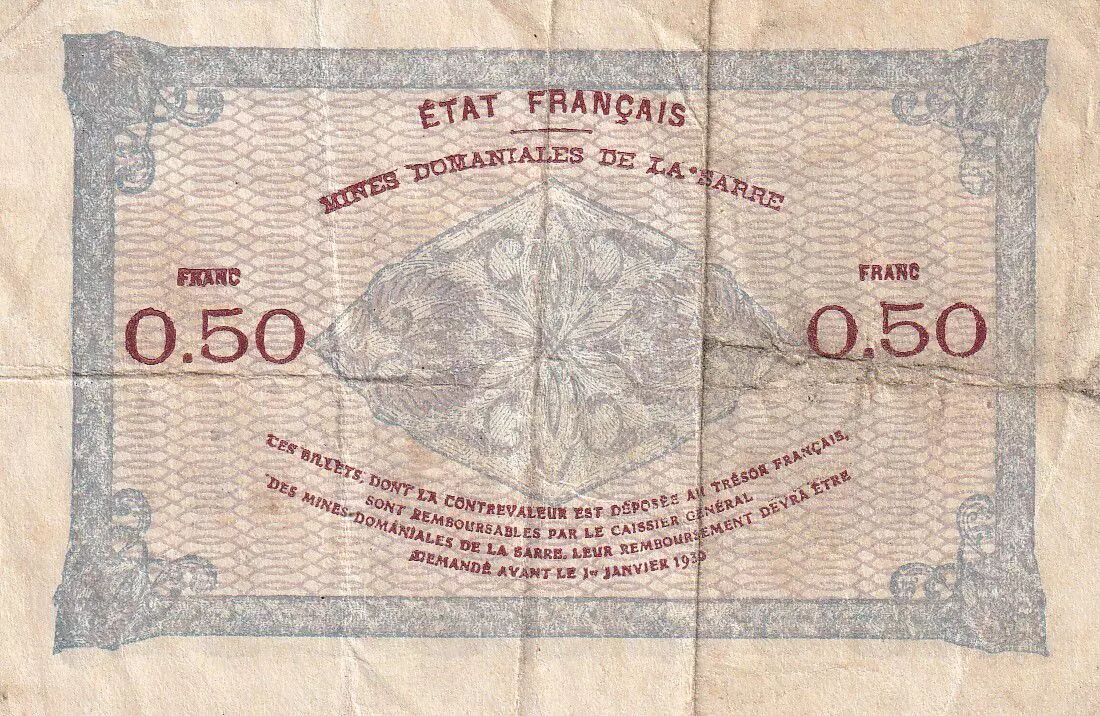 ÉTAT FRANÇAIS
MINES DOMANIALES DE LA SARRE
FRANC
0.50
FRANC
0.50
CES BILLETS, DONT LA CONTREVALEUR EST DÉPOSÉE AU TRÉSOR FRANÇAIS,
SONT REMBOURSABLES PAR LE CAISSIER GÉNÉRAL
DES MINES DOMANIALES DE LA SARRE. LEUR REMBOURSEMENT DEVRA ÊTRE
DEMANDÉ AVANT LE 1er JANVIER 1930